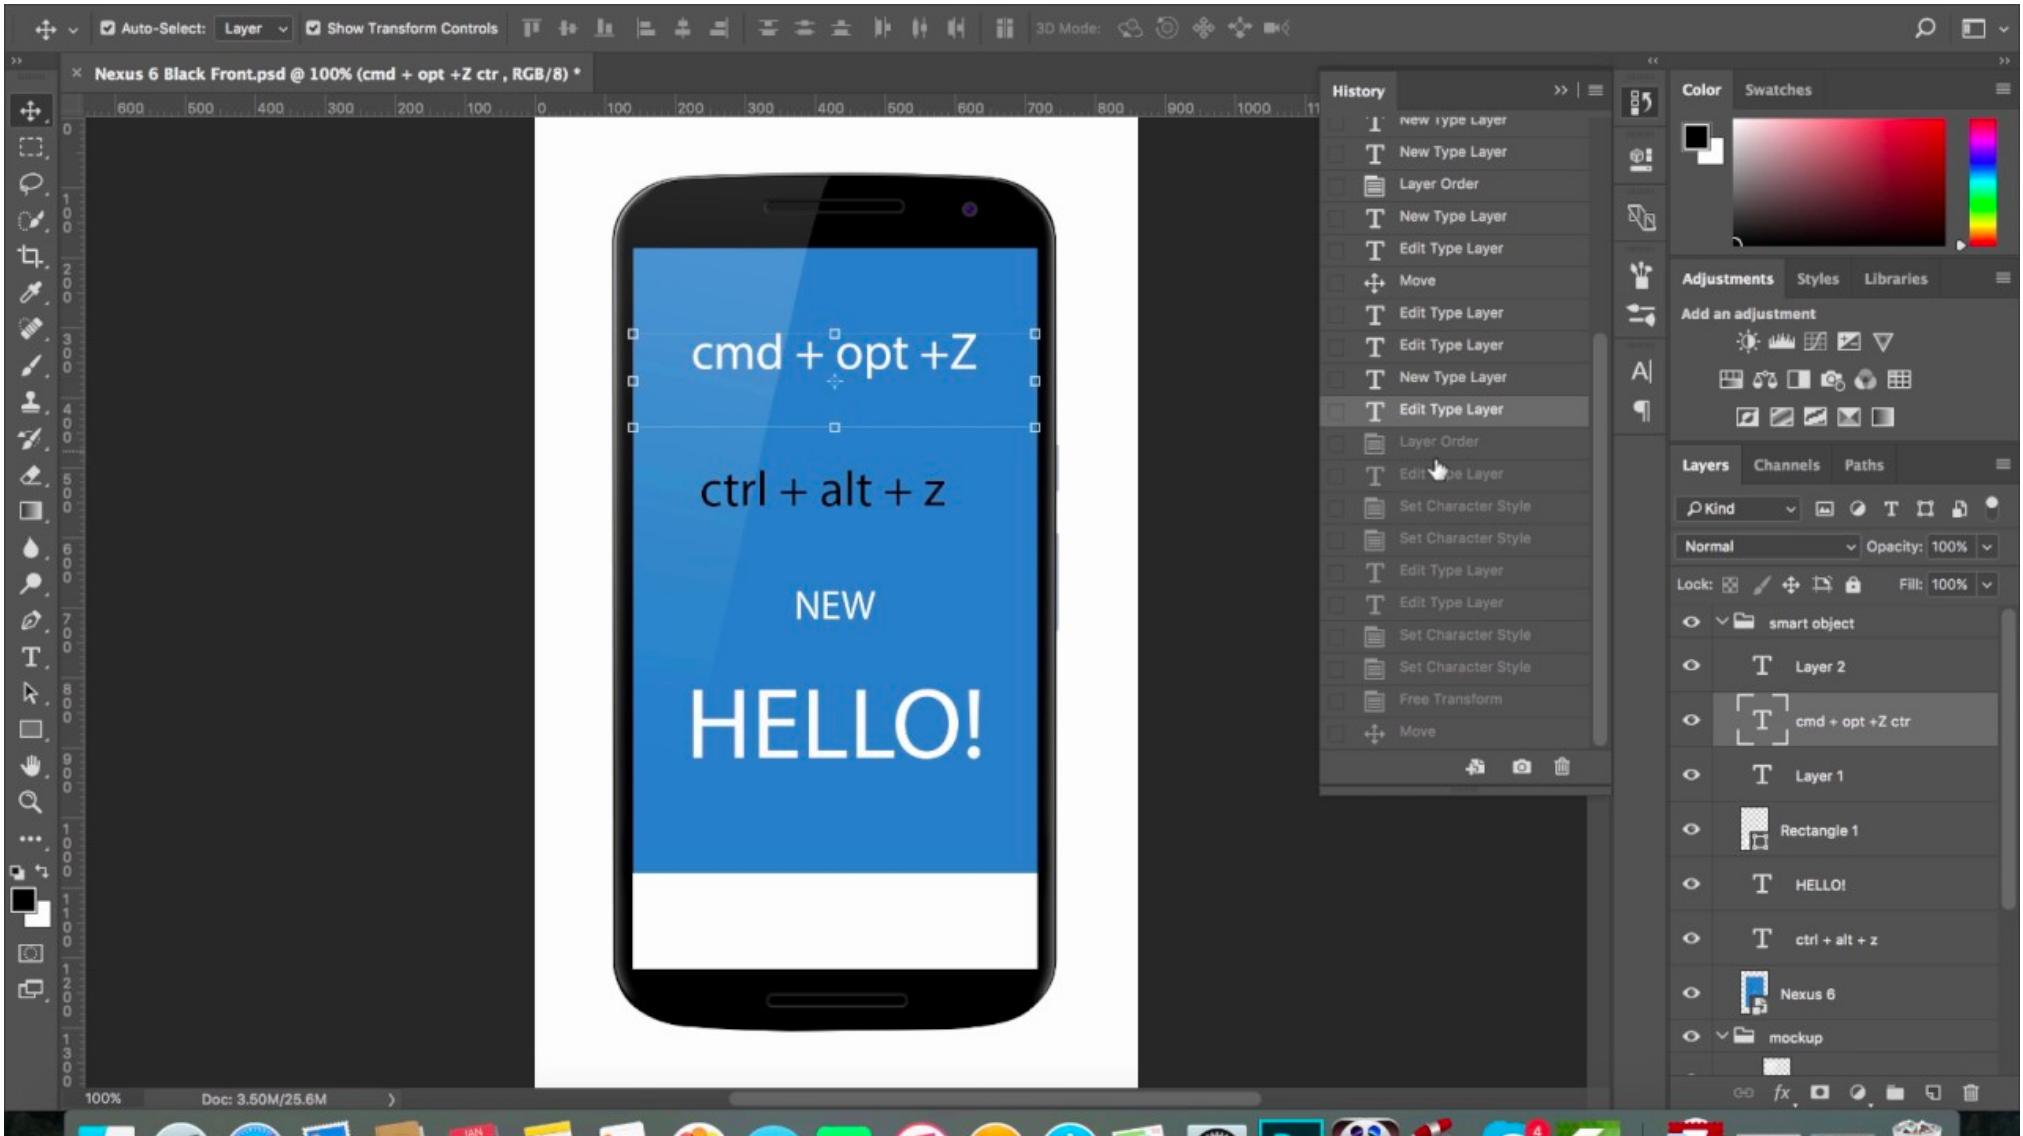 Auto-Select: Layer Show Transform Controls 3D Mode:
Nexus 6 Black Front.psd @ 100% (cmd + opt +Z ctr , RGB/8) *
600 500 400 300 200 100 0 100 200 300 400 500 600 700 800 900 1000
cmd + opt +Z
ctrl + alt + z
NEW
HELLO!
100% Doc: 3.50M/25.6M
History
New Type Layer
New Type Layer
Layer Order
New Type Layer
Edit Type Layer
Move
Edit Type Layer
Edit Type Layer
New Type Layer
Edit Type Layer
Layer Order
Set Character Style
Set Character Style
Edit Type Layer
Edit Type Layer
Set Character Style
Set Character Style
Free Transform
Move
Color Swatches
Adjustments Styles Libraries
Add an adjustment
Layers Channels Paths
Kind
Normal Opacity: 100%
Lock: Fill: 100%
smart object
Layer 2
cmd + opt +Z ctr
Layer 1
Rectangle 1
HELLO!
ctrl + alt + z
Nexus 6
mockup
fx
JAN
4